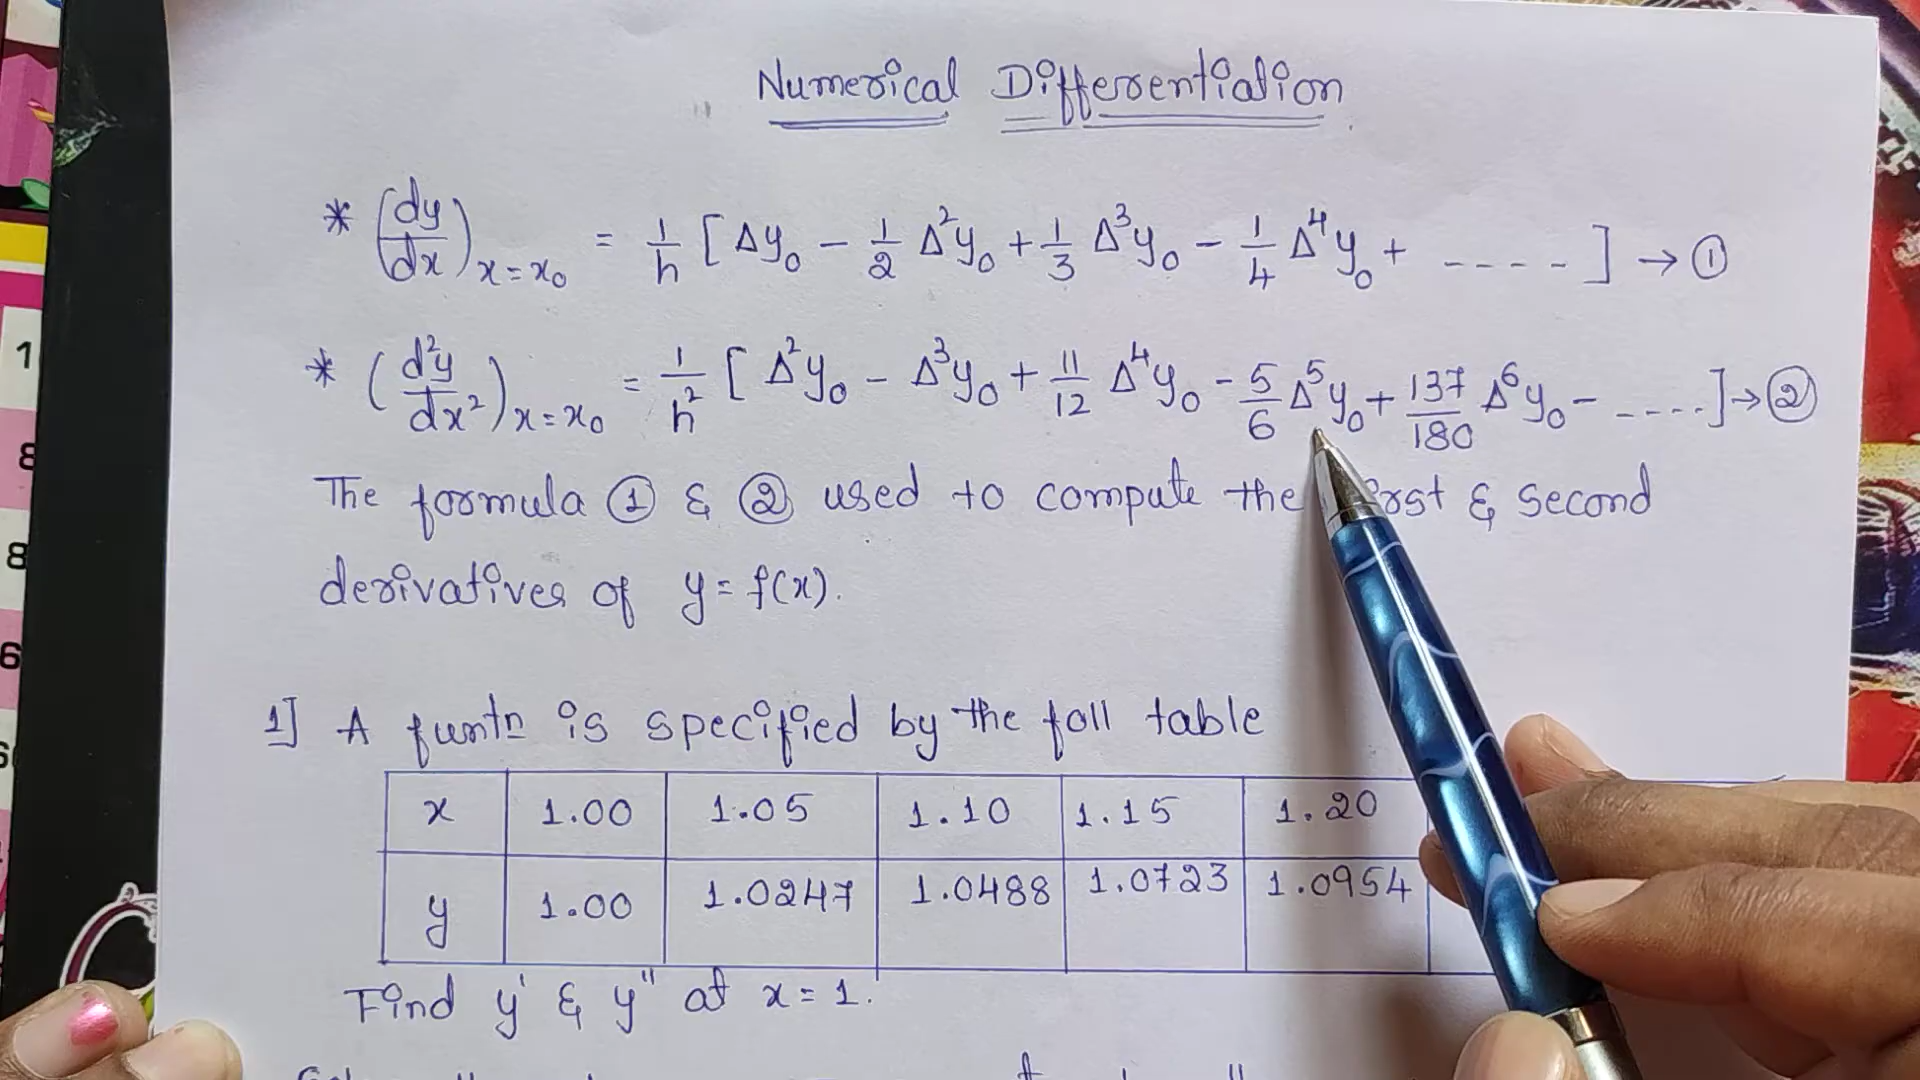 Numerical Differentiation
* (dy/dx)x=x0 = 1/h [Δy0 - 1/2 Δ²y0 + 1/3 Δ³y0 - 1/4 Δ⁴y0 + ----] → ①
* (d²y/dx²)x=x0 = 1/h² [Δ²y0 - Δ³y0 + 11/12 Δ⁴y0 - 5/6 Δ⁵y0 + 137/180 Δ⁶y0 - ----] → ②
The formula ① & ② used to compute the & second
derivatives of y = f(x).
1] A funtn is specified by the foll table
x 1.00 1.05 1.10 1.15 1.20
y 1.00 1.0247 1.0488 1.0723 1.0954
Find y' & y" at x = 1.
1
8
8
6